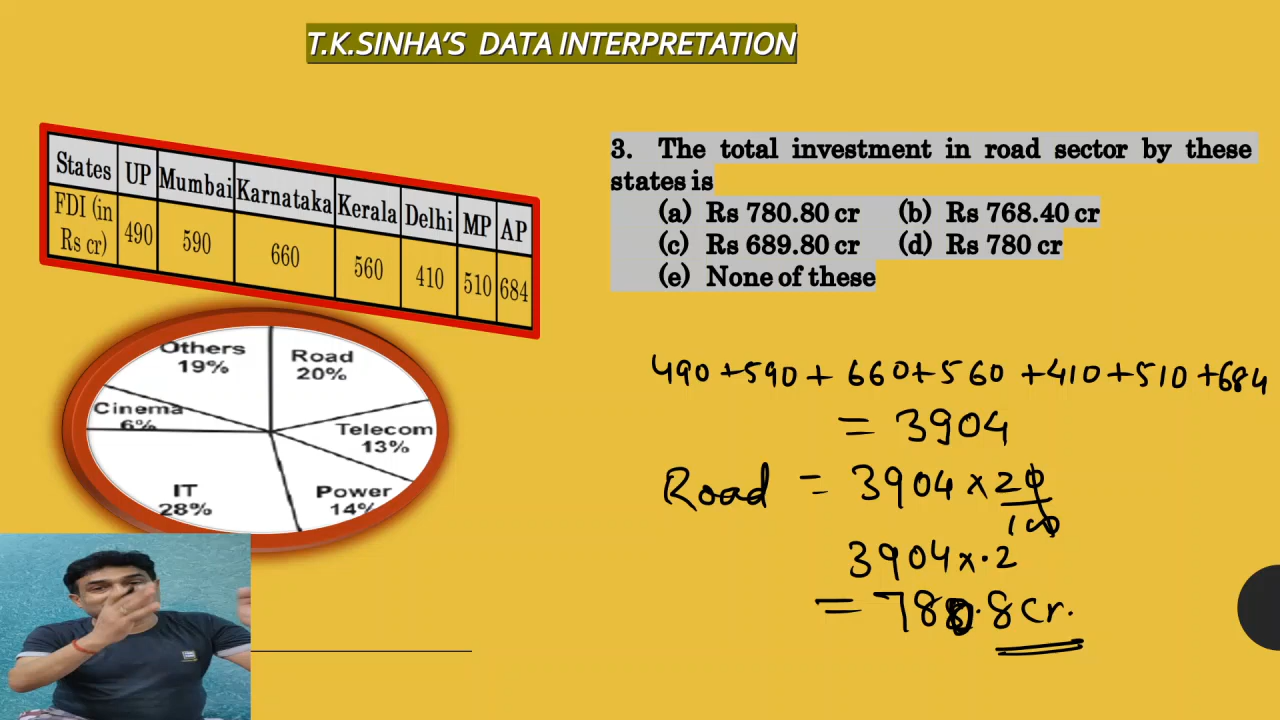 T.K.SINHA'S DATA INTERPRETATION
States UP Mumbai Karnataka Kerala Delhi MP AP
FDI (in Rs cr) 490 590 660 560 410 510 684
Others 19%
Road 20%
Cinema 6%
Telecom 13%
IT 28%
Power 14%
3. The total investment in road sector by these
states is
(a) Rs 780.80 cr (b) Rs 768.40 cr
(c) Rs 689.80 cr (d) Rs 780 cr
(e) None of these
490 + 590 + 660 + 560 + 410 + 510 + 684
= 3904
Road = 3904 × 20/100
3904 × .2
= 780.8 cr.